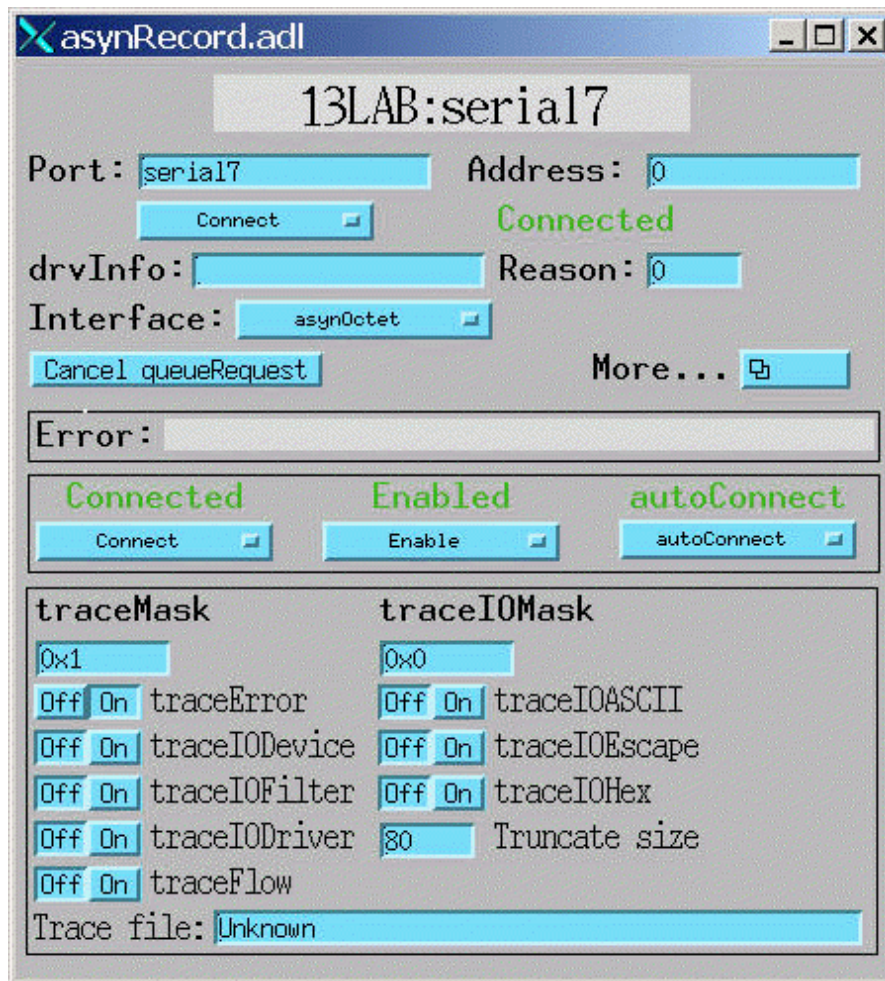 asynRecord.adl
13LAB:serial7
Port: serial7 Address: 0
Connect Connected
drvInfo: Reason: 0
Interface: asynOctet
Cancel queueRequest More...
Error:
Connected Enabled autoConnect
Connect Enable autoConnect
traceMask traceIOMask
0x1 0x0
Off On traceError Off On traceIOASCII
Off On traceIODevice Off On traceIOEscape
Off On traceIOFilter Off On traceIOHex
Off On traceIODriver 80 Truncate size
Off On traceFlow
Trace file: Unknown